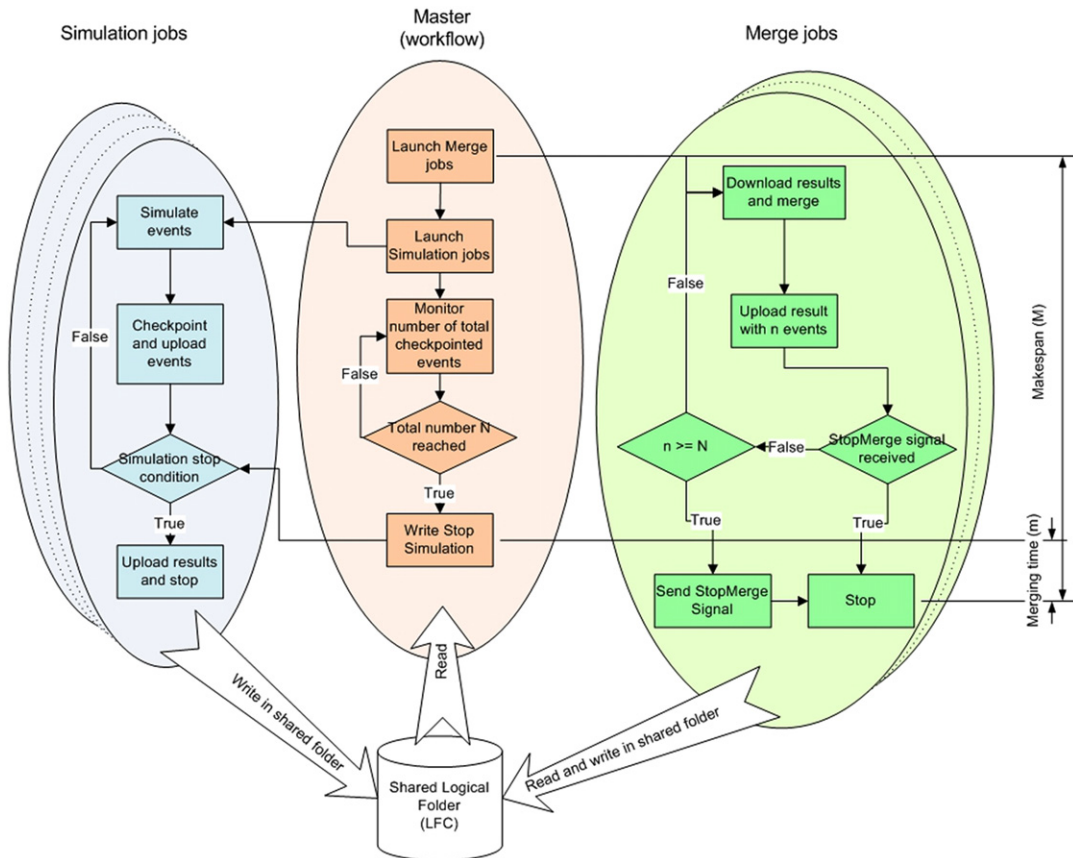 Simulation jobs
Master
(workflow)
Merge jobs
Simulate
events
Checkpoint
and upload
events
False
Simulation stop
condition
True
Upload results
and stop
Launch Merge
jobs
Launch
Simulation jobs
Monitor
number of total
checkpointed
events
False
Total number N
reached
True
Write Stop
Simulation
Download results
and merge
False
Upload result
with n events
n >= N
False
StopMerge signal
received
True
True
Send StopMerge
Signal
Stop
Makespan (M)
Merging time (m)
Write in shared folder
Read
Read and write in shared folder
Shared Logical
Folder
(LFC)